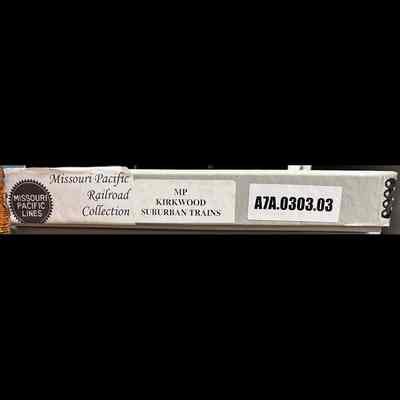 MISSOURI
PACIFIC
LINES
Missouri Pacific
Railroad
Collection
MP
KIRKWOOD
SUBURBAN TRAINS
A7A.0303.03